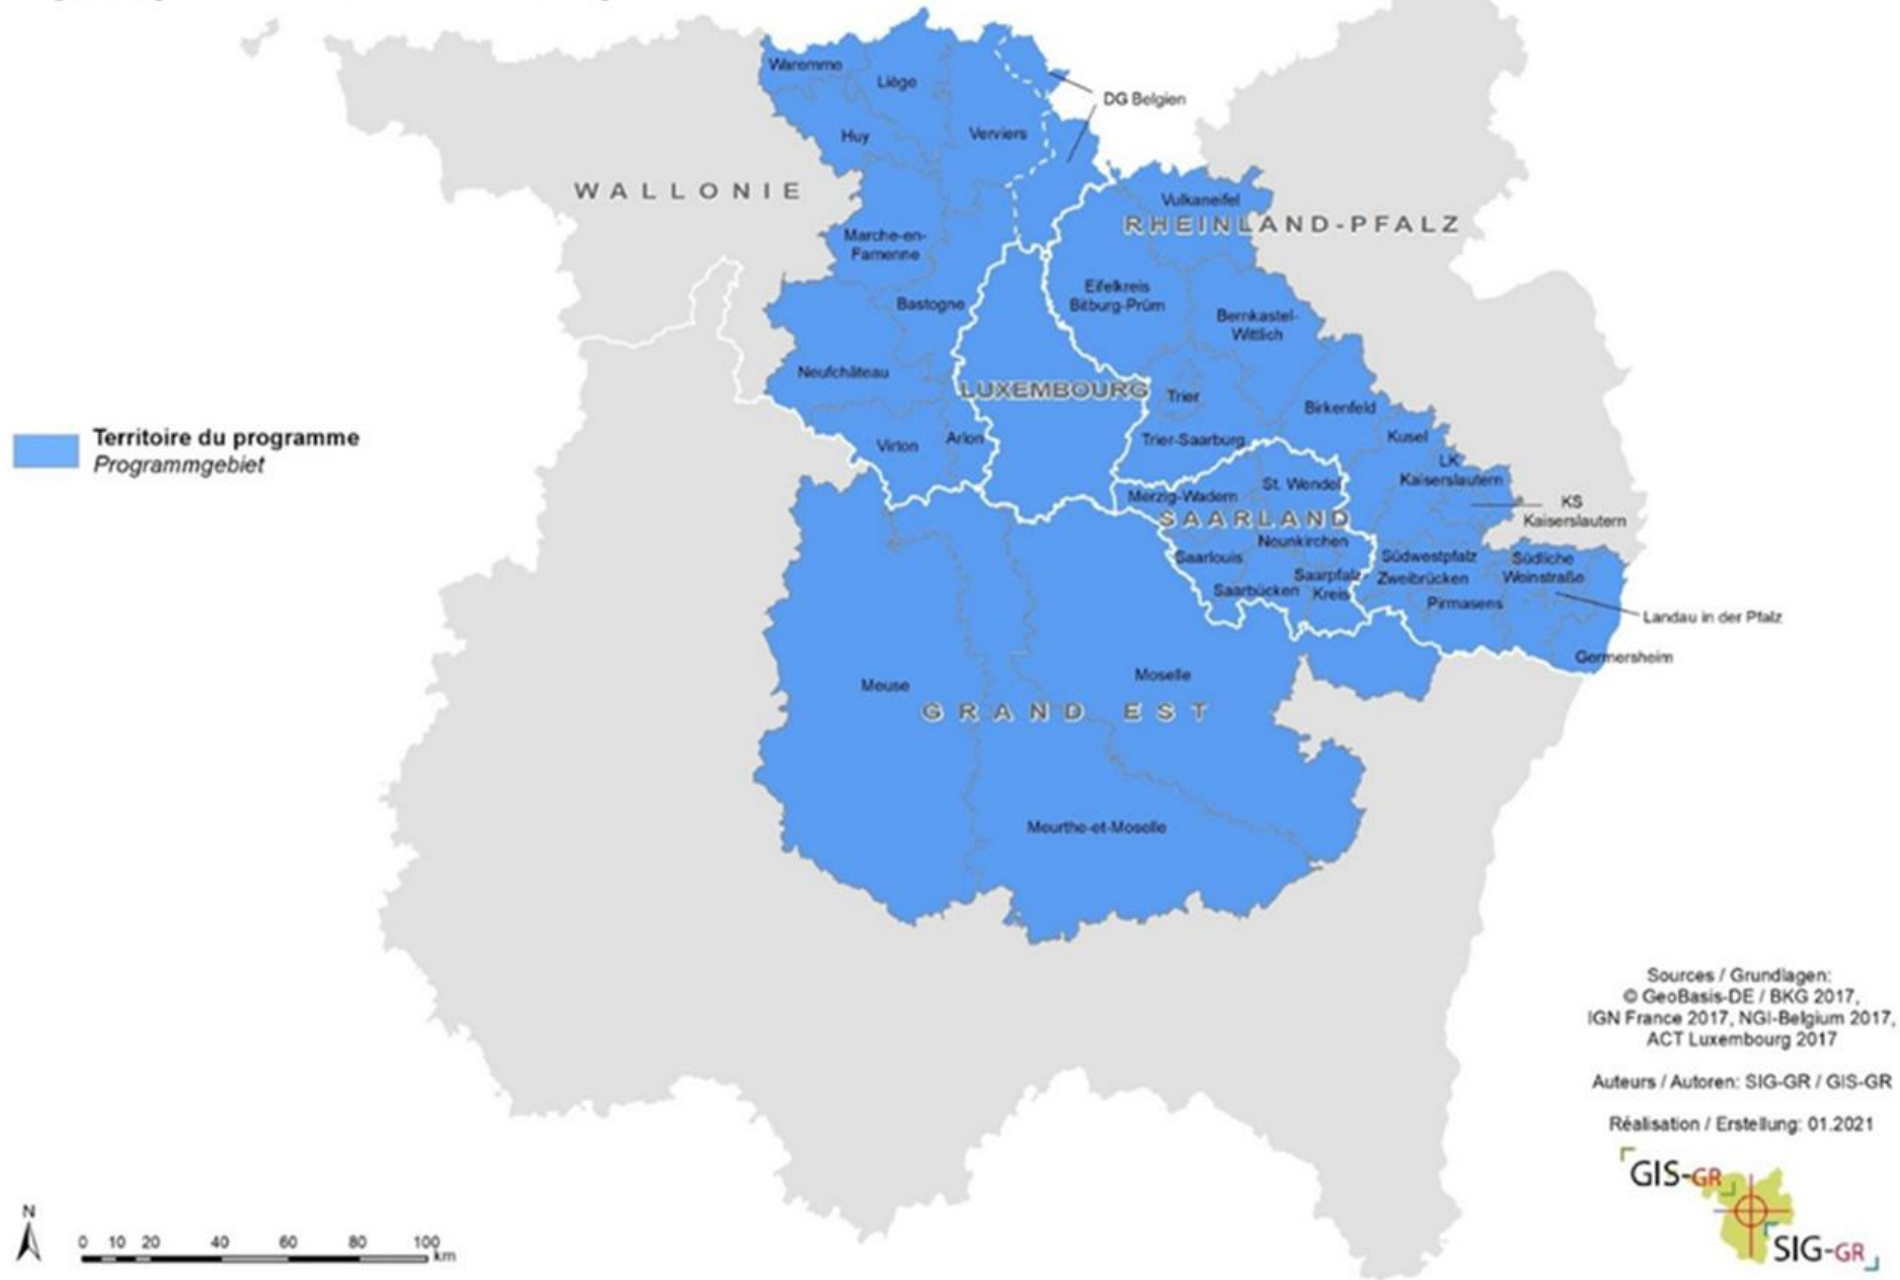 Waremme
Liège
DG Belgien
Huy
Verviers
WALLONIE
Vulkaneifel
RHEINLAND-PFALZ
Marche-en-
Famenne
Eifelkreis
Bitburg-Prüm
Bastogne
Bernkastel-
Wittlich
Neufchâteau
LUXEMBOURG
Trier
Birkenfeld
Territoire du programme
Programmgebiet
Virton
Arlon
Trier-Saarburg
Kusel
LK
Kaiserslautern
St. Wendel
Merzig-Wadern
KS
Kaiserslautern
SAARLAND
Neunkirchen
Saarlouis
Südwestpfalz
Südliche
Weinstraße
Saarpfalz
Kreis
Zweibrücken
Saarbücken
Pirmasens
Landau in der Pfalz
Germersheim
Moselle
Meuse
GRAND EST
Meurthe-et-Moselle
Sources / Grundlagen:
© GeoBasis-DE / BKG 2017,
IGN France 2017, NGI-Belgium 2017,
ACT Luxembourg 2017
Auteurs / Autoren: SIG-GR / GIS-GR
Réalisation / Erstellung: 01.2021
GIS-GR
SIG-GR
N
0 10 20 40 60 80 100
km